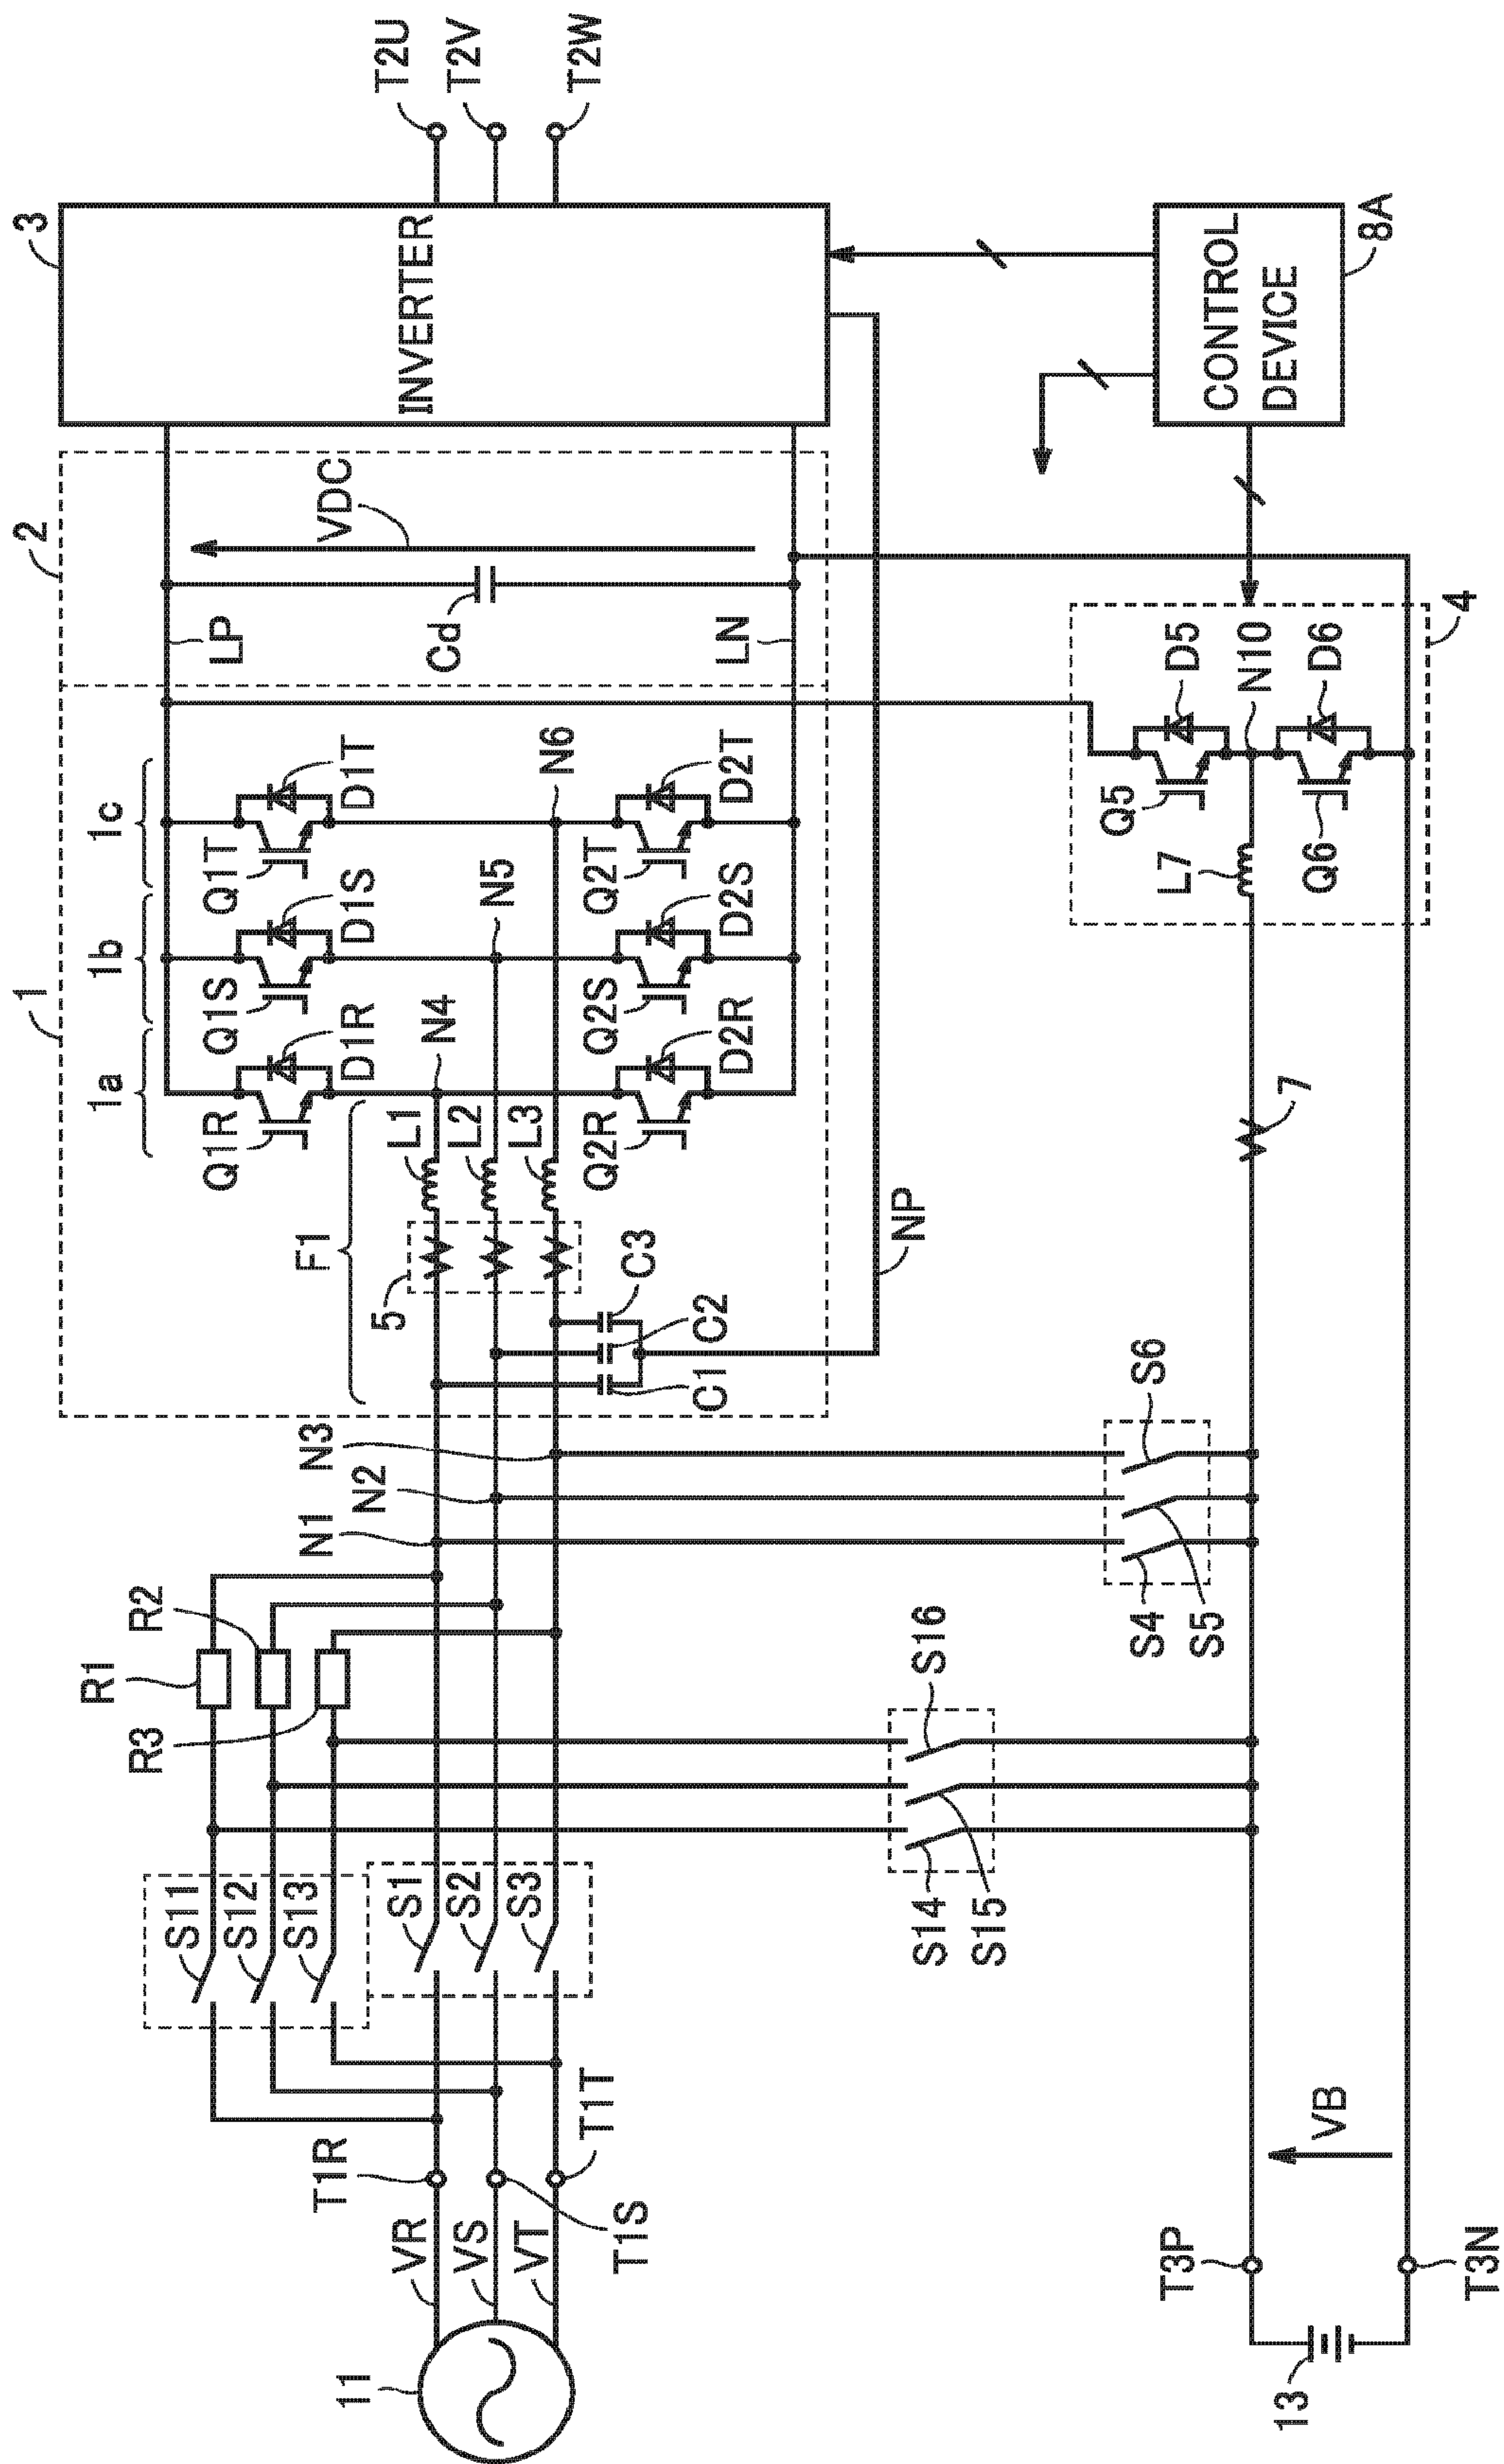 1
2
3
1a
1b
1c
Q1R
Q1S
Q1T
D1R
D1S
D1T
LP
VDC
INVERTER
T2U
T2V
T2W
R1
R2
R3
S11
S12
S13
F1
N4
N5
N6
L1
L2
L3
5
Cd
11
VR
VS
VT
T1R
T1S
T1T
S1
S2
S3
N1
N2
N3
C1
C2
C3
Q2R
Q2S
Q2T
D2R
D2S
D2T
LN
NP
S14
S15
S16
S4
S5
S6
7
L7
Q5
Q6
D5
N10
D6
4
CONTROL
DEVICE
8A
13
T3P
T3N
VB